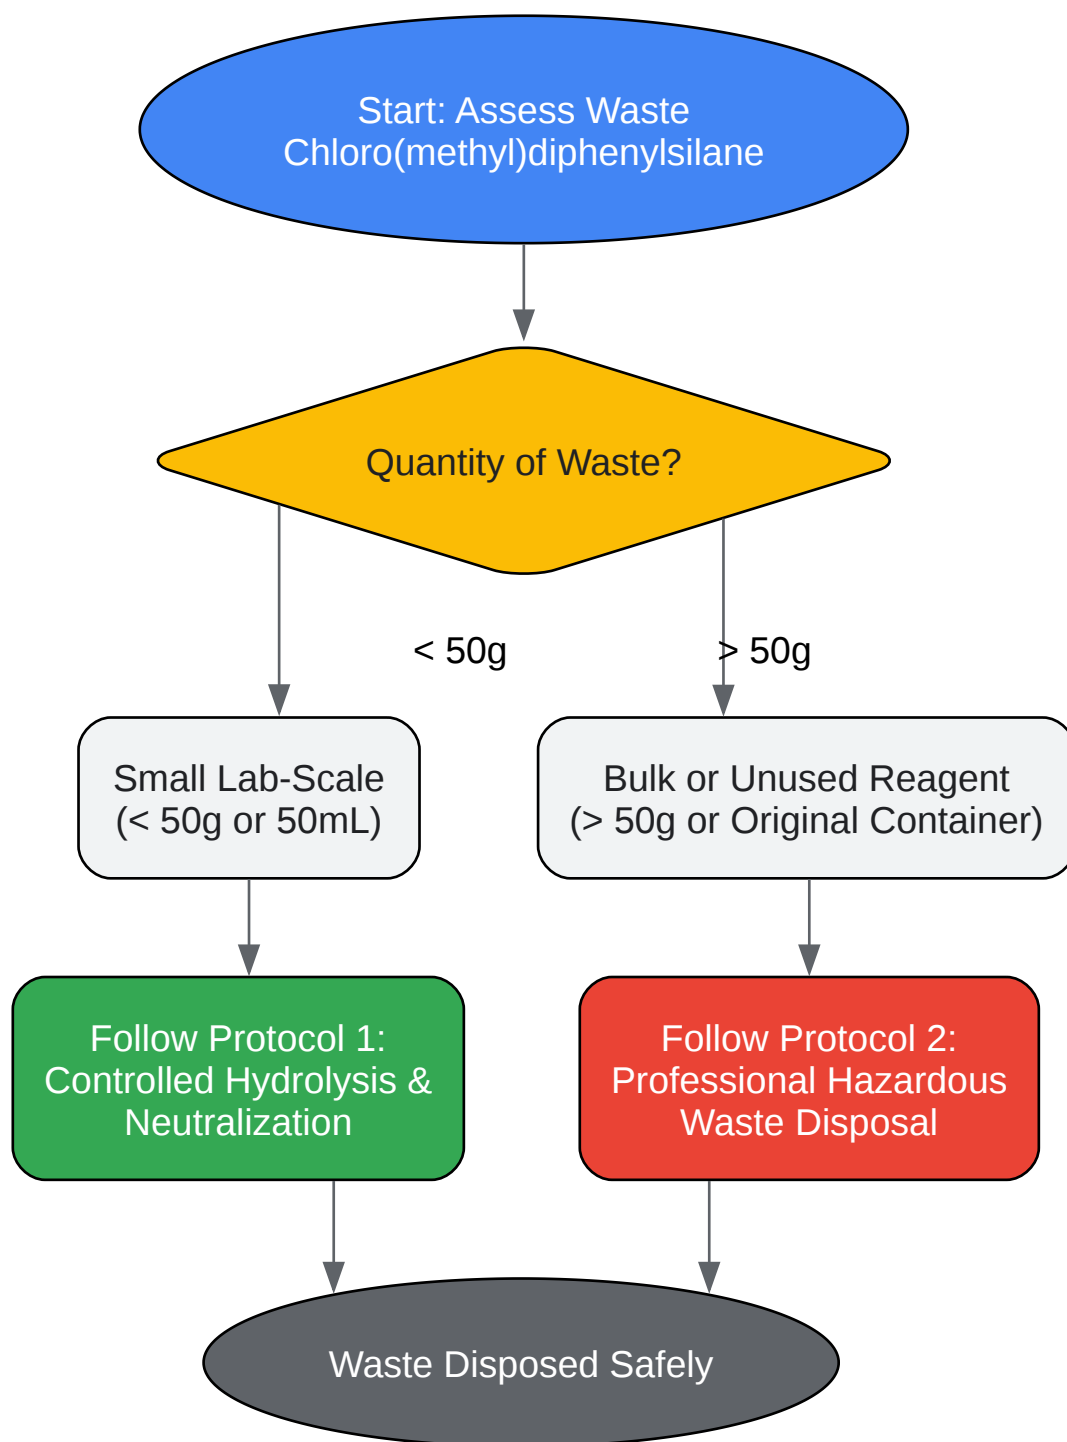 Start: Assess Waste
Chloro(methyl)diphenylsilane
Quantity of Waste?
< 50g
> 50g
Small Lab-Scale
(< 50g or 50mL)
Bulk or Unused Reagent
(> 50g or Original Container)
Follow Protocol 1:
Controlled Hydrolysis &
Neutralization
Follow Protocol 2:
Professional Hazardous
Waste Disposal
Waste Disposed Safely